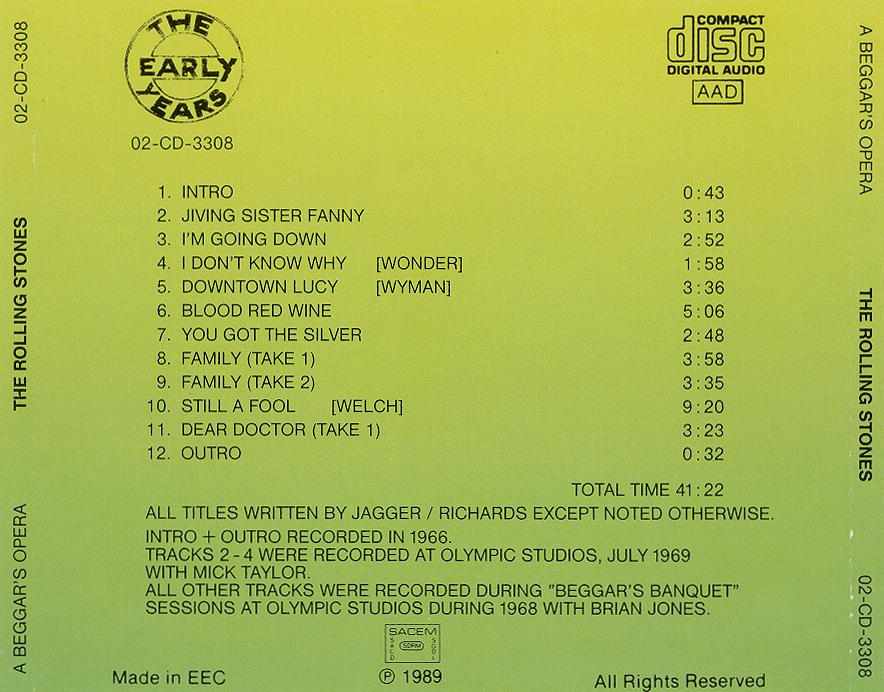 02-CD-3308
THE ROLLING STONES
A BEGGAR'S OPERA
THE
EARLY
YEARS
02-CD-3308
COMPACT
disc
DIGITAL AUDIO
AAD
1. INTRO 0:43
2. JIVING SISTER FANNY 3:13
3. I'M GOING DOWN 2:52
4. I DON'T KNOW WHY [WONDER] 1:58
5. DOWNTOWN LUCY [WYMAN] 3:36
6. BLOOD RED WINE 5:06
7. YOU GOT THE SILVER 2:48
8. FAMILY (TAKE 1) 3:58
9. FAMILY (TAKE 2) 3:35
10. STILL A FOOL [WELCH] 9:20
11. DEAR DOCTOR (TAKE 1) 3:23
12. OUTRO 0:32
TOTAL TIME 41:22
ALL TITLES WRITTEN BY JAGGER / RICHARDS EXCEPT NOTED OTHERWISE.
INTRO + OUTRO RECORDED IN 1966.
TRACKS 2-4 WERE RECORDED AT OLYMPIC STUDIOS, JULY 1969
WITH MICK TAYLOR.
ALL OTHER TRACKS WERE RECORDED DURING "BEGGAR'S BANQUET"
SESSIONS AT OLYMPIC STUDIOS DURING 1968 WITH BRIAN JONES.
SACEM
SDRM
Made in EEC
℗ 1989
All Rights Reserved
A BEGGAR'S OPERA
THE ROLLING STONES
02-CD-3308